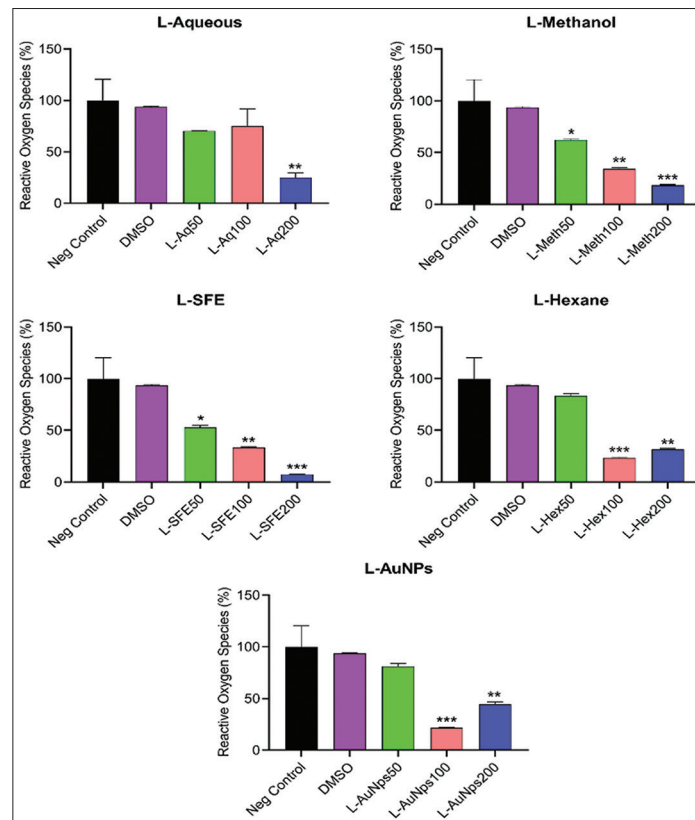 L-Aqueous
Reactive Oxygen Species (%)
150
100
50
0
**
Neg Control
DMSO
L-Aq50
L-Aq100
L-Aq200
L-Methanol
Reactive Oxygen Species (%)
150
100
50
0
*
**
***
Neg Control
DMSO
L-Meth50
L-Meth100
L-Meth200
L-SFE
Reactive Oxygen Species (%)
150
100
50
0
*
**
***
Neg Control
DMSO
L-SFE50
L-SFE100
L-SFE200
L-Hexane
Reactive Oxygen Species (%)
150
100
50
0
***
**
Neg Control
DMSO
L-Hex50
L-Hex100
L-Hex200
L-AuNPs
Reactive Oxygen Species (%)
150
100
50
0
***
**
Neg Control
DMSO
L-AuNps50
L-AuNps100
L-AuNps200